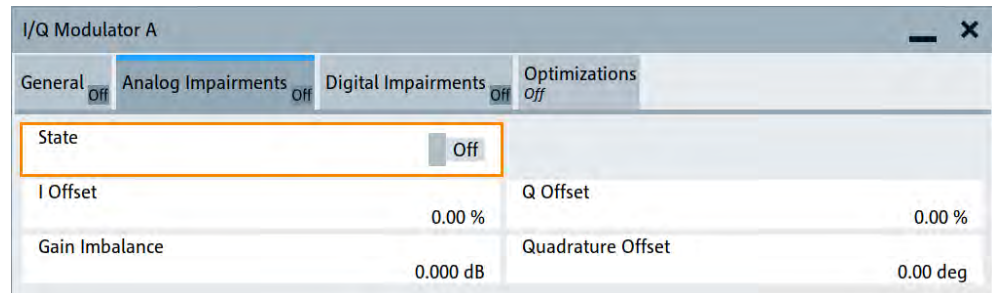 I/Q Modulator A
General Off Analog Impairments Off Digital Impairments Off Optimizations Off
State Off
I Offset 0.00 % Q Offset 0.00 %
Gain Imbalance 0.000 dB Quadrature Offset 0.00 deg